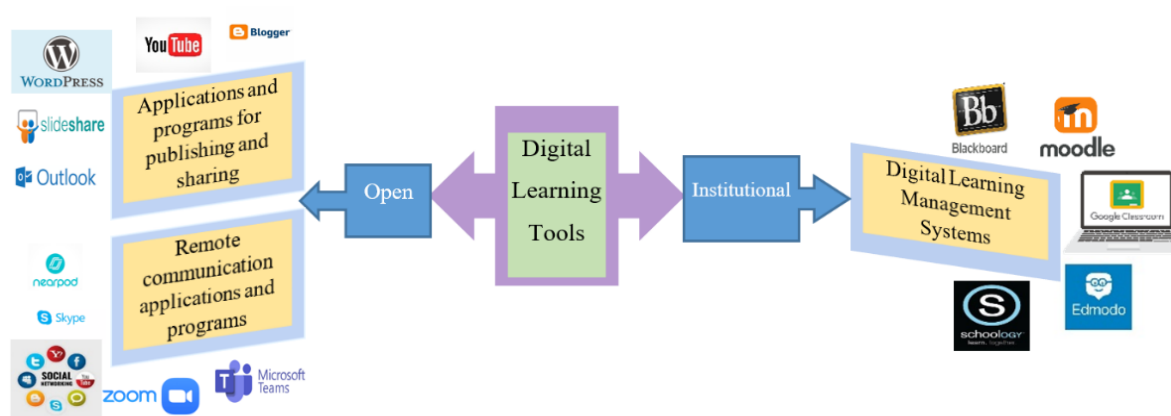 WORDPRESS
YouTube
Blogger
slideshare
Outlook
Applications and
programs for
publishing and
sharing
nearpod
Skype
SOCIAL
NETWORKING
zoom
Microsoft
Teams
Remote
communication
applications and
programs
Open
Digital
Learning
Tools
Institutional
Digital Learning
Management
Systems
Bb
Blackboard
moodle
Google Classroom
Edmodo
S
schoology
learn. together.